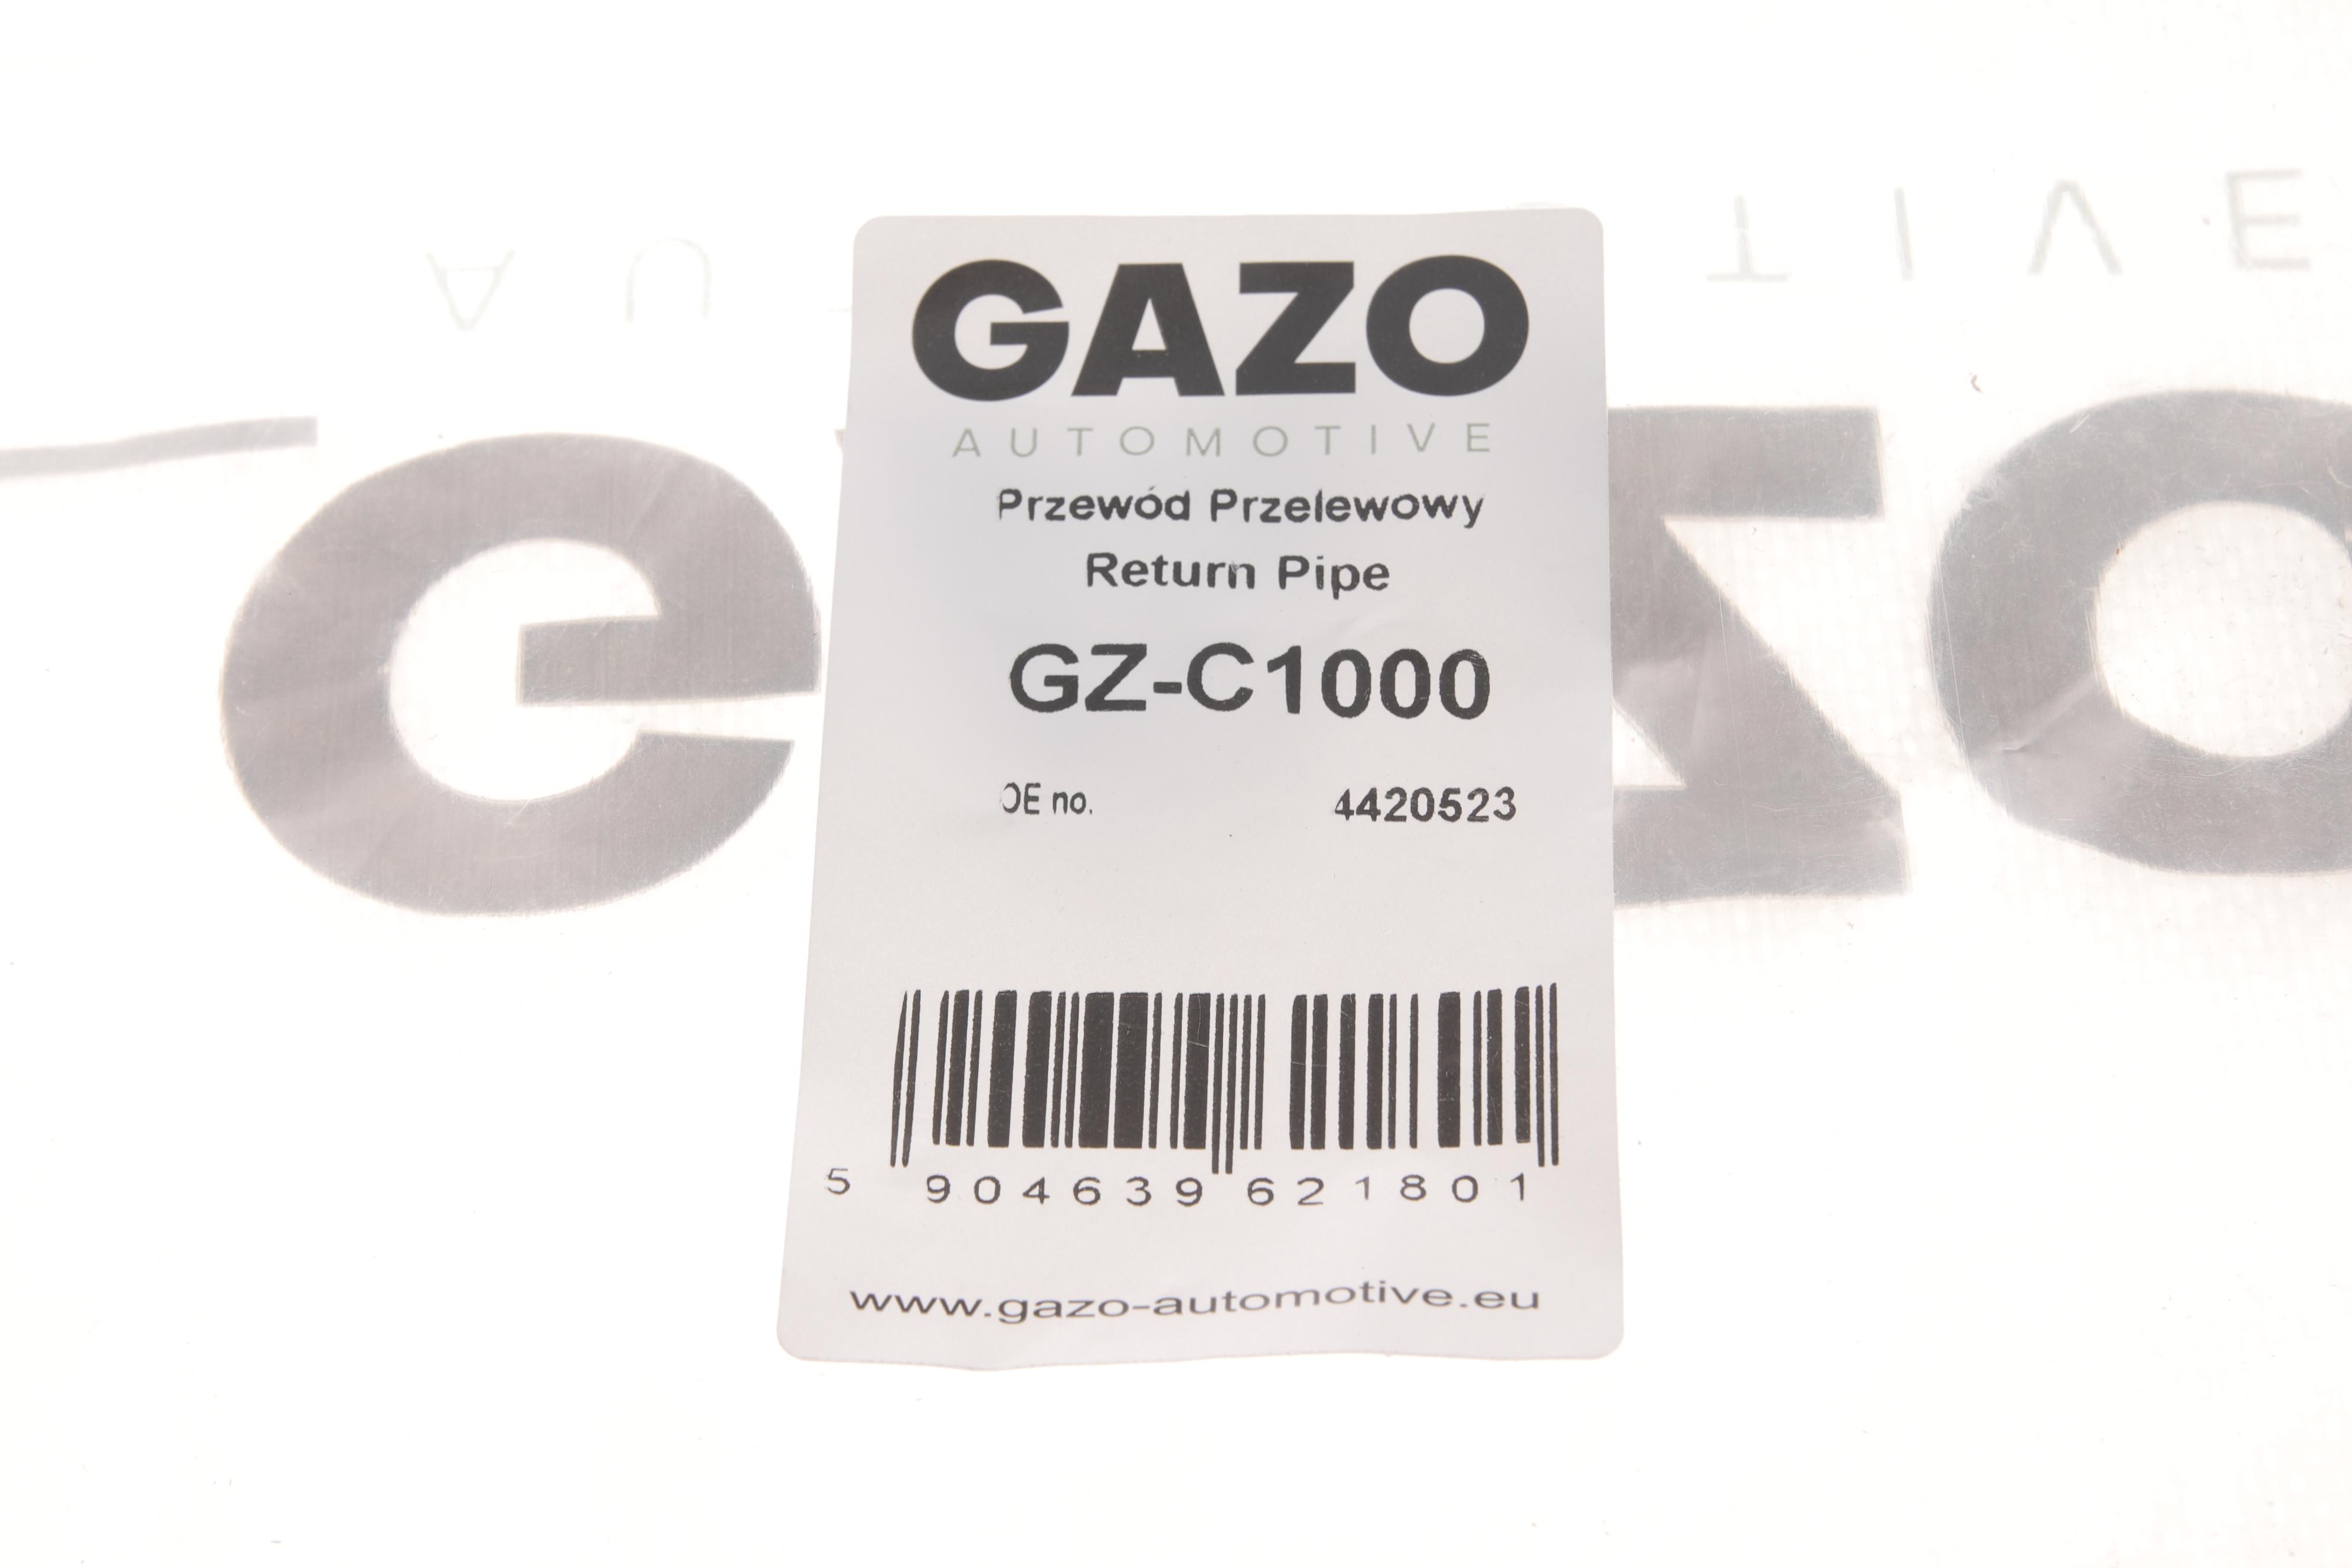 GAZO
AUTOMOTIVE
Przewód Przelewowy
Return Pipe
GZ-C1000
OE no. 4420523
5 904639 621801
www.gazo-automotive.eu